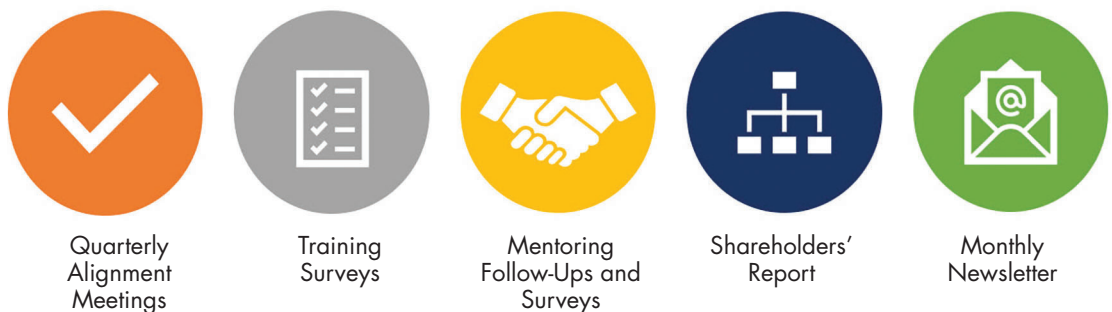 @
Quarterly
Alignment
Meetings
Training
Surveys
Mentoring
Follow-Ups and
Surveys
Shareholders’
Report
Monthly
Newsletter